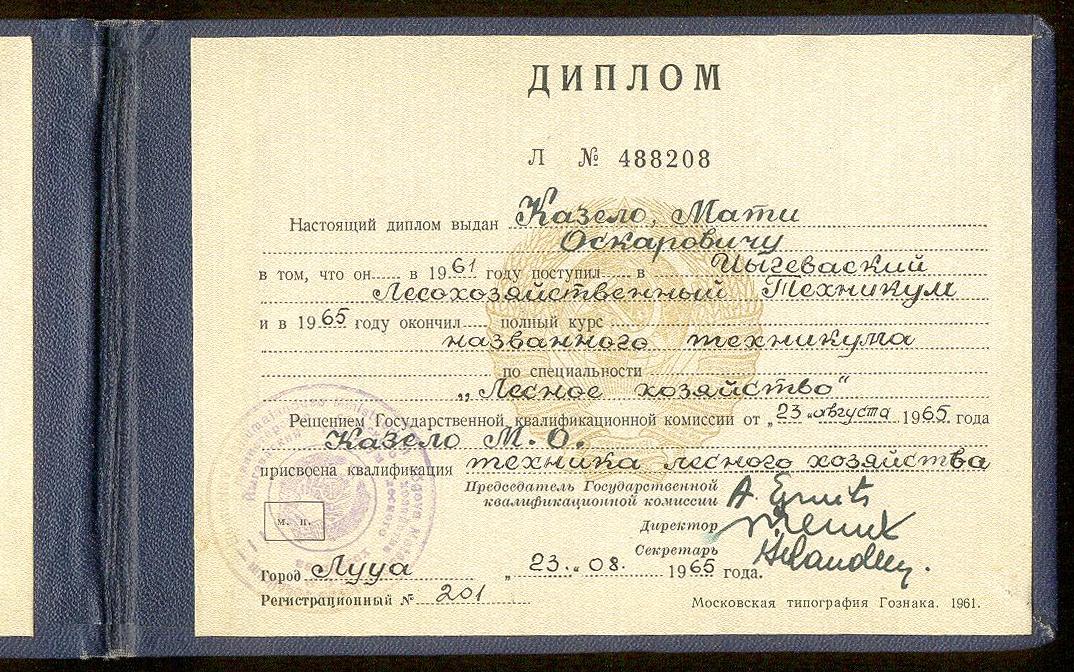 ДИПЛОМ
Л № 488208
Настоящий диплом выдан Казело, Мати
Оскаровичу
в том, что он в 1961 году поступил в Цыгеваский
Лесохозяйственный Техникум
и в 1965 году окончил полный курс
названного техникума
по специальности
„Лесное хозяйство“
Решением Государственной квалификационной комиссии от „23 „августа 1965 года
Казело М. О.
присвоена квалификация техника лесного хозяйства
Председатель Государственной
квалификационной комиссии
Директор
м. п.
Секретарь
Город Лууа „23.„ 08. 1965 года.
Регистрационный № 201
Московская типография Гознака. 1961.